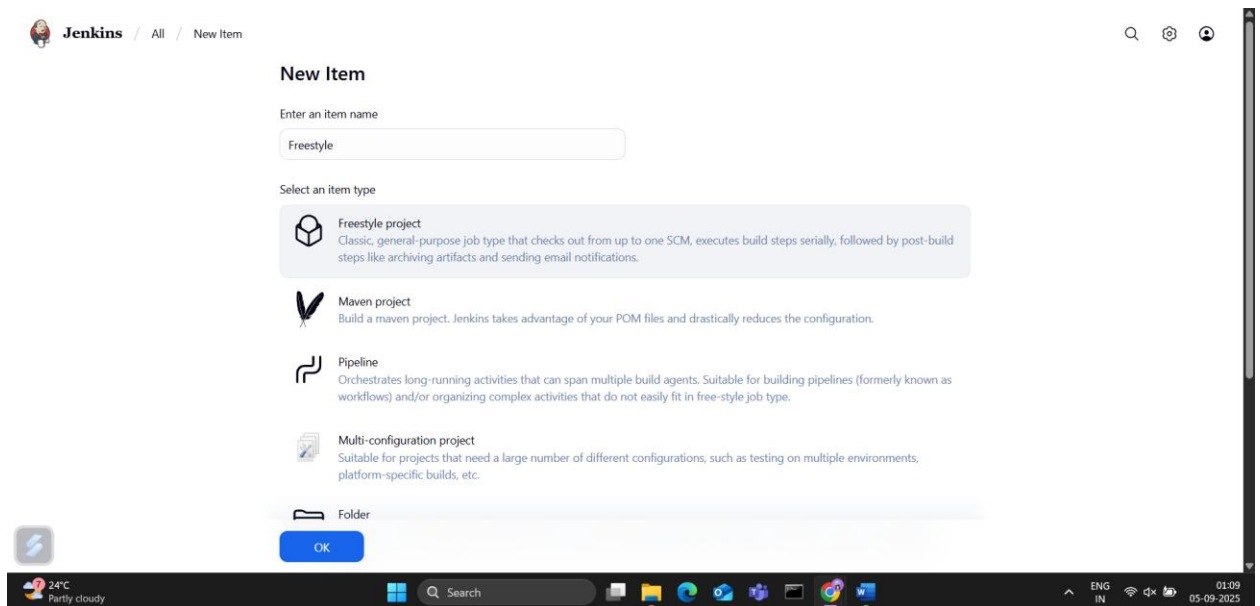 Jenkins / All / New Item
New Item
Enter an item name
Freestyle
Select an item type
Freestyle project
Classic, general-purpose job type that checks out from up to one SCM, executes build steps serially, followed by post-build
steps like archiving artifacts and sending email notifications.
Maven project
Build a maven project. Jenkins takes advantage of your POM files and drastically reduces the configuration.
Pipeline
Orchestrates long-running activities that can span multiple build agents. Suitable for building pipelines (formerly known as
workflows) and/or organizing complex activities that do not easily fit in free-style job type.
Multi-configuration project
Suitable for projects that need a large number of different configurations, such as testing on multiple environments,
platform-specific builds, etc.
Folder
OK
7
24°C
Partly cloudy
Search
ENG
IN
01:09
05-09-2025